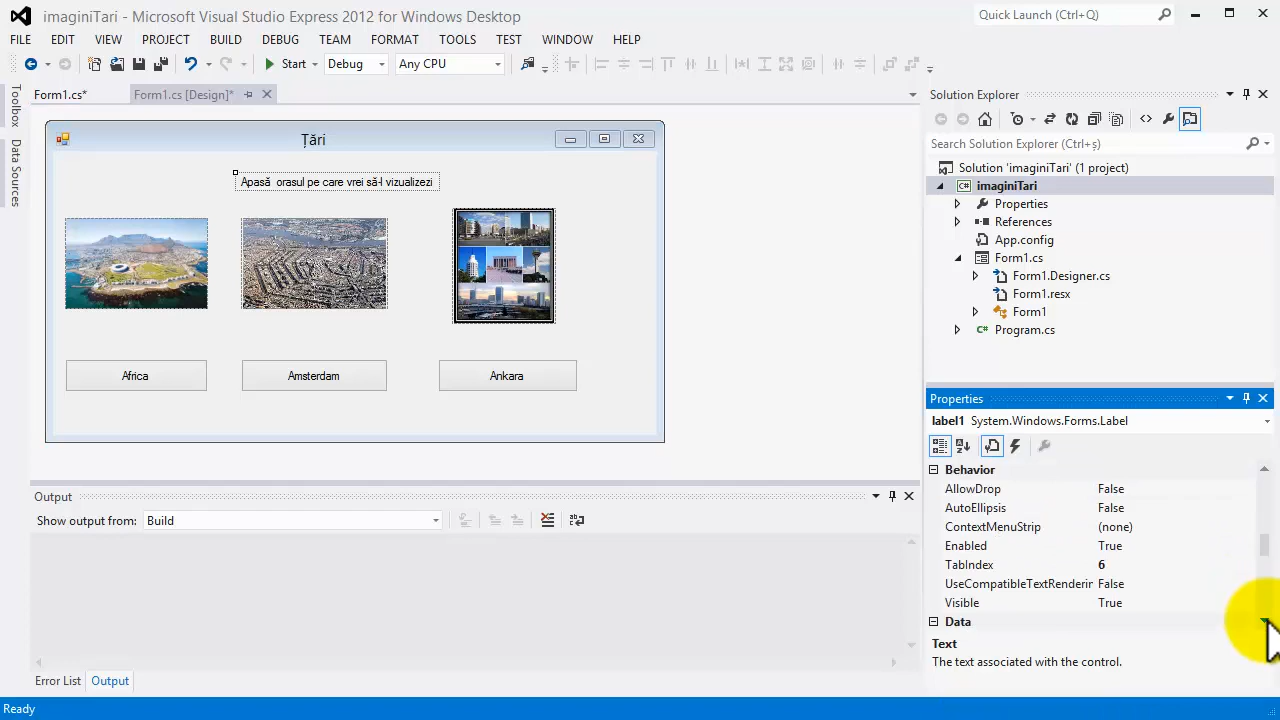 imaginiTari - Microsoft Visual Studio Express 2012 for Windows Desktop
Quick Launch (Ctrl+Q)
FILE EDIT VIEW PROJECT BUILD DEBUG TEAM FORMAT TOOLS TEST WINDOW HELP
Start Debug Any CPU
Toolbox
Data Sources
Form1.cs* Form1.cs [Design]*
Țări
Apasă orasul pe care vrei să-l vizualizezi
Africa Amsterdam Ankara
Output
Show output from: Build
Error List Output
Ready
Solution Explorer
Search Solution Explorer (Ctrl+ș)
Solution 'imaginiTari' (1 project)
imaginiTari
Properties
References
App.config
Form1.cs
Form1.Designer.cs
Form1.resx
Form1
Program.cs
Properties
label1 System.Windows.Forms.Label
Behavior
AllowDrop False
AutoEllipsis False
ContextMenuStrip (none)
Enabled True
TabIndex 6
UseCompatibleTextRenderin False
Visible True
Data
Text
The text associated with the control.